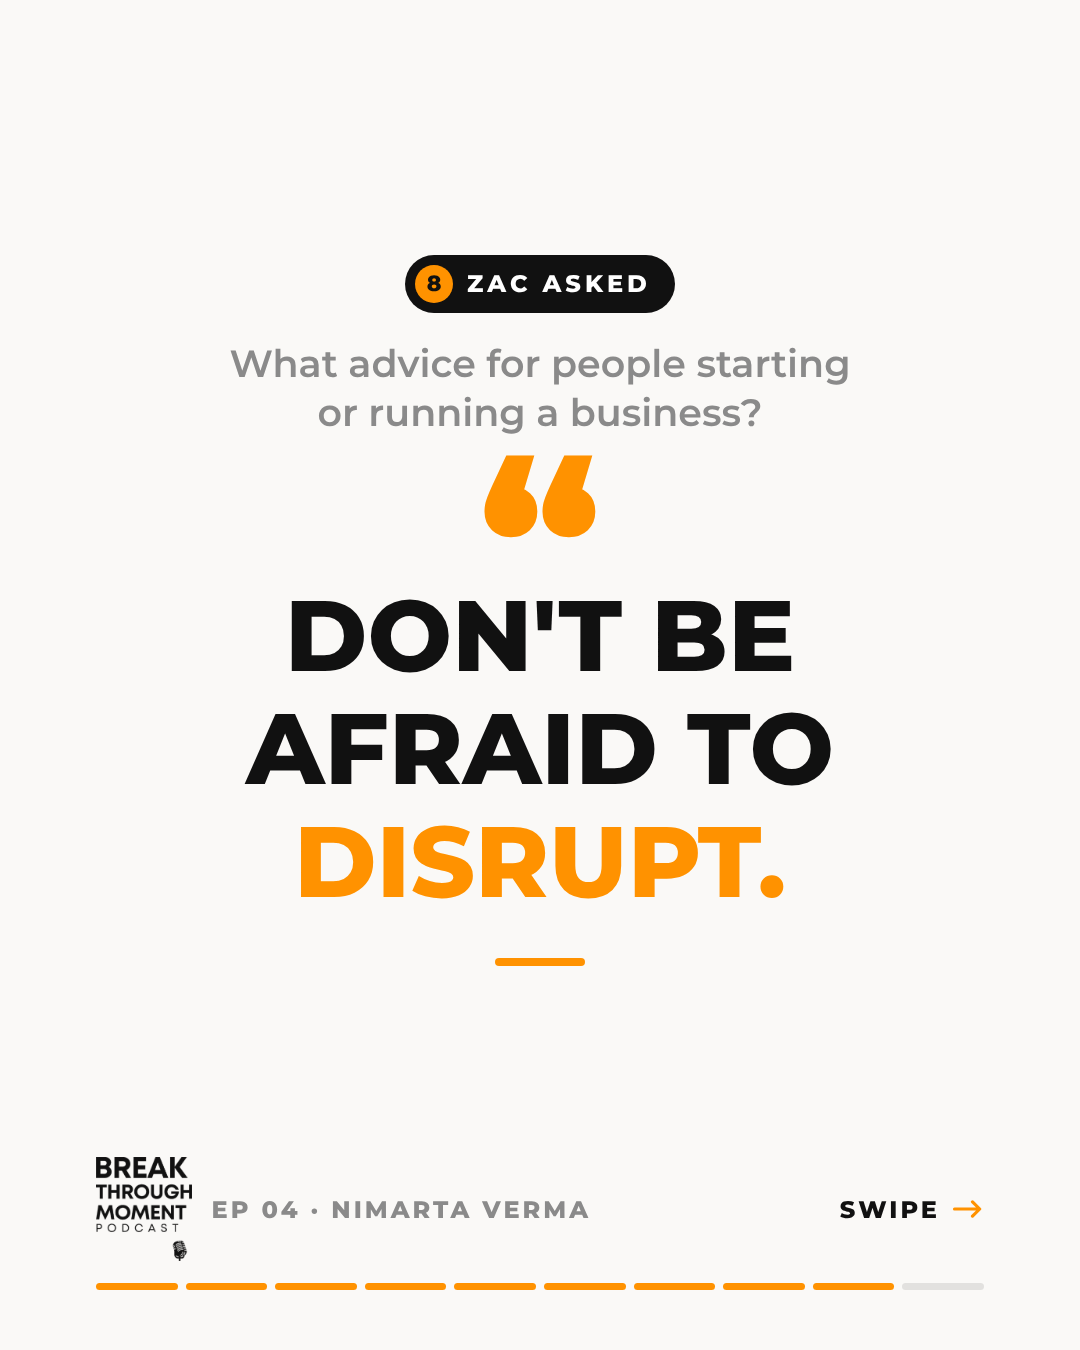 8 ZAC ASKED
What advice for people starting
or running a business?
“
DON'T BE
AFRAID TO
DISRUPT.
BREAK
THROUGH
MOMENT
PODCAST
EP 04 · NIMARTA VERMA
SWIPE →